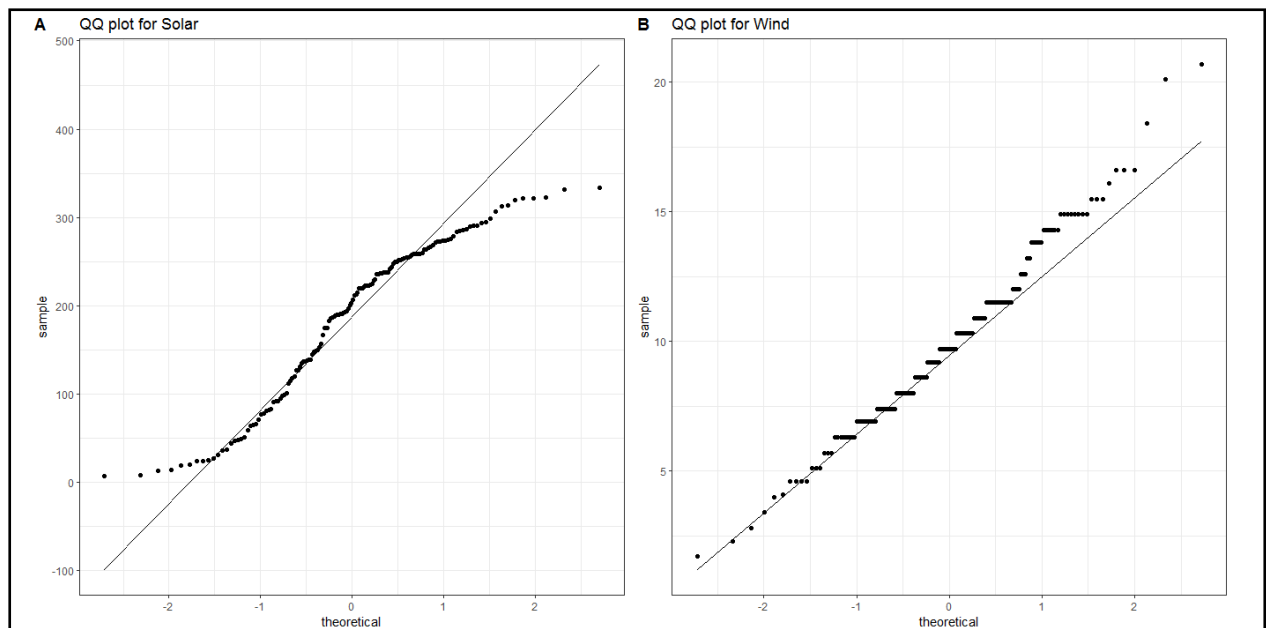 A QQ plot for Solar
500
400
300
200
100
0
-100
sample
-2 -1 0 1 2
theoretical
B QQ plot for Wind
20
15
10
5
sample
-2 -1 0 1 2
theoretical